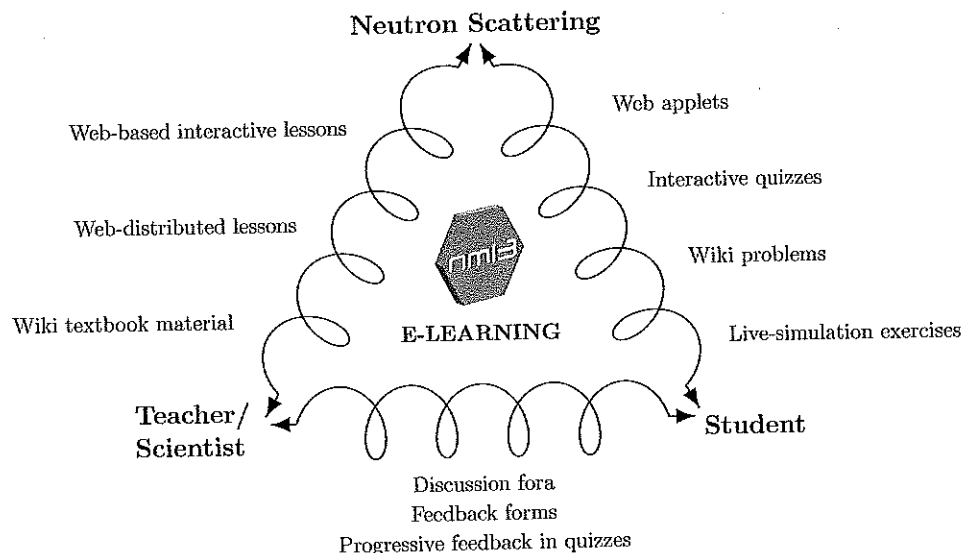 Neutron Scattering
Web applets
Web-based interactive lessons
Interactive quizzes
Web-distributed lessons
nmi3
Wiki problems
Wiki textbook material
E-LEARNING
Live-simulation exercises
Teacher/
Scientist
Student
Discussion fora
Feedback forms
Progressive feedback in quizzes